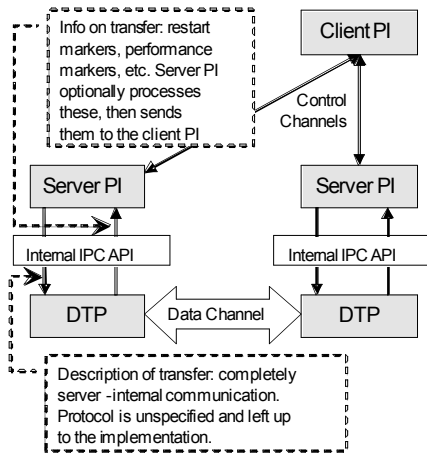 Info on transfer: restart
markers, performance
markers, etc. Server PI
optionally processes
these, then sends
them to the client PI
Client PI
Control
Channels
Server PI
Server PI
Internal IPC API
Internal IPC API
DTP
Data Channel
DTP
Description of transfer: completely
server -internal communication.
Protocol is unspecified and left up
to the implementation.